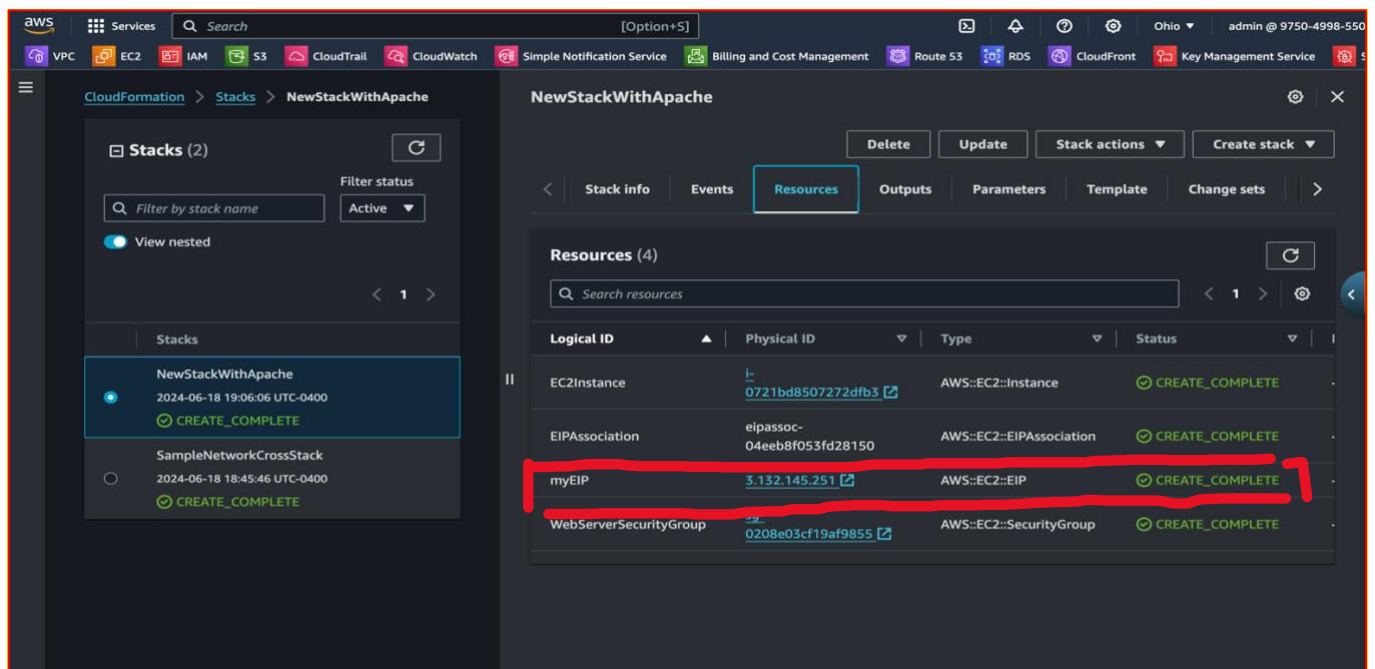 aws Services Search [Option+S] Ohio admin @ 9750-4998-550
VPC EC2 IAM S3 CloudTrail CloudWatch Simple Notification Service Billing and Cost Management Route 53 RDS CloudFront Key Management Service
CloudFormation > Stacks > NewStackWithApache
Stacks (2)
Filter status
Filter by stack name
Active
View nested
< 1 >
Stacks
NewStackWithApache
2024-06-18 19:06:06 UTC-0400
CREATE_COMPLETE
SampleNetworkCrossStack
2024-06-18 18:45:46 UTC-0400
CREATE_COMPLETE
NewStackWithApache
Delete Update Stack actions Create stack
Stack info Events Resources Outputs Parameters Template Change sets
Resources (4)
Search resources
< 1 >
Logical ID Physical ID Type Status
EC2Instance i-0721bd8507272dfb3 AWS::EC2::Instance CREATE_COMPLETE
EIPAssociation eipassoc-04eeb8f053fd28150 AWS::EC2::EIPAssociation CREATE_COMPLETE
myEIP 3.132.145.251 AWS::EC2::EIP CREATE_COMPLETE
WebServerSecurityGroup 0208e03cf19af9855 AWS::EC2::SecurityGroup CREATE_COMPLETE